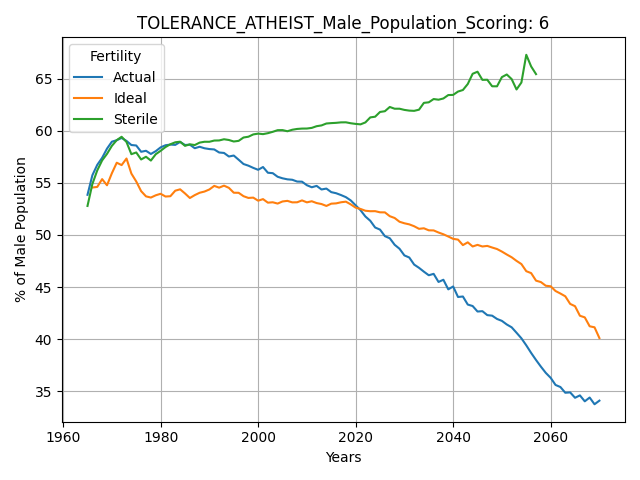 TOLERANCE_ATHEIST_Male_Population_Scoring: 6
Fertility
Actual
Ideal
Sterile
% of Male Population
65
60
55
50
45
40
35
1960
1980
2000
2020
2040
2060
Years